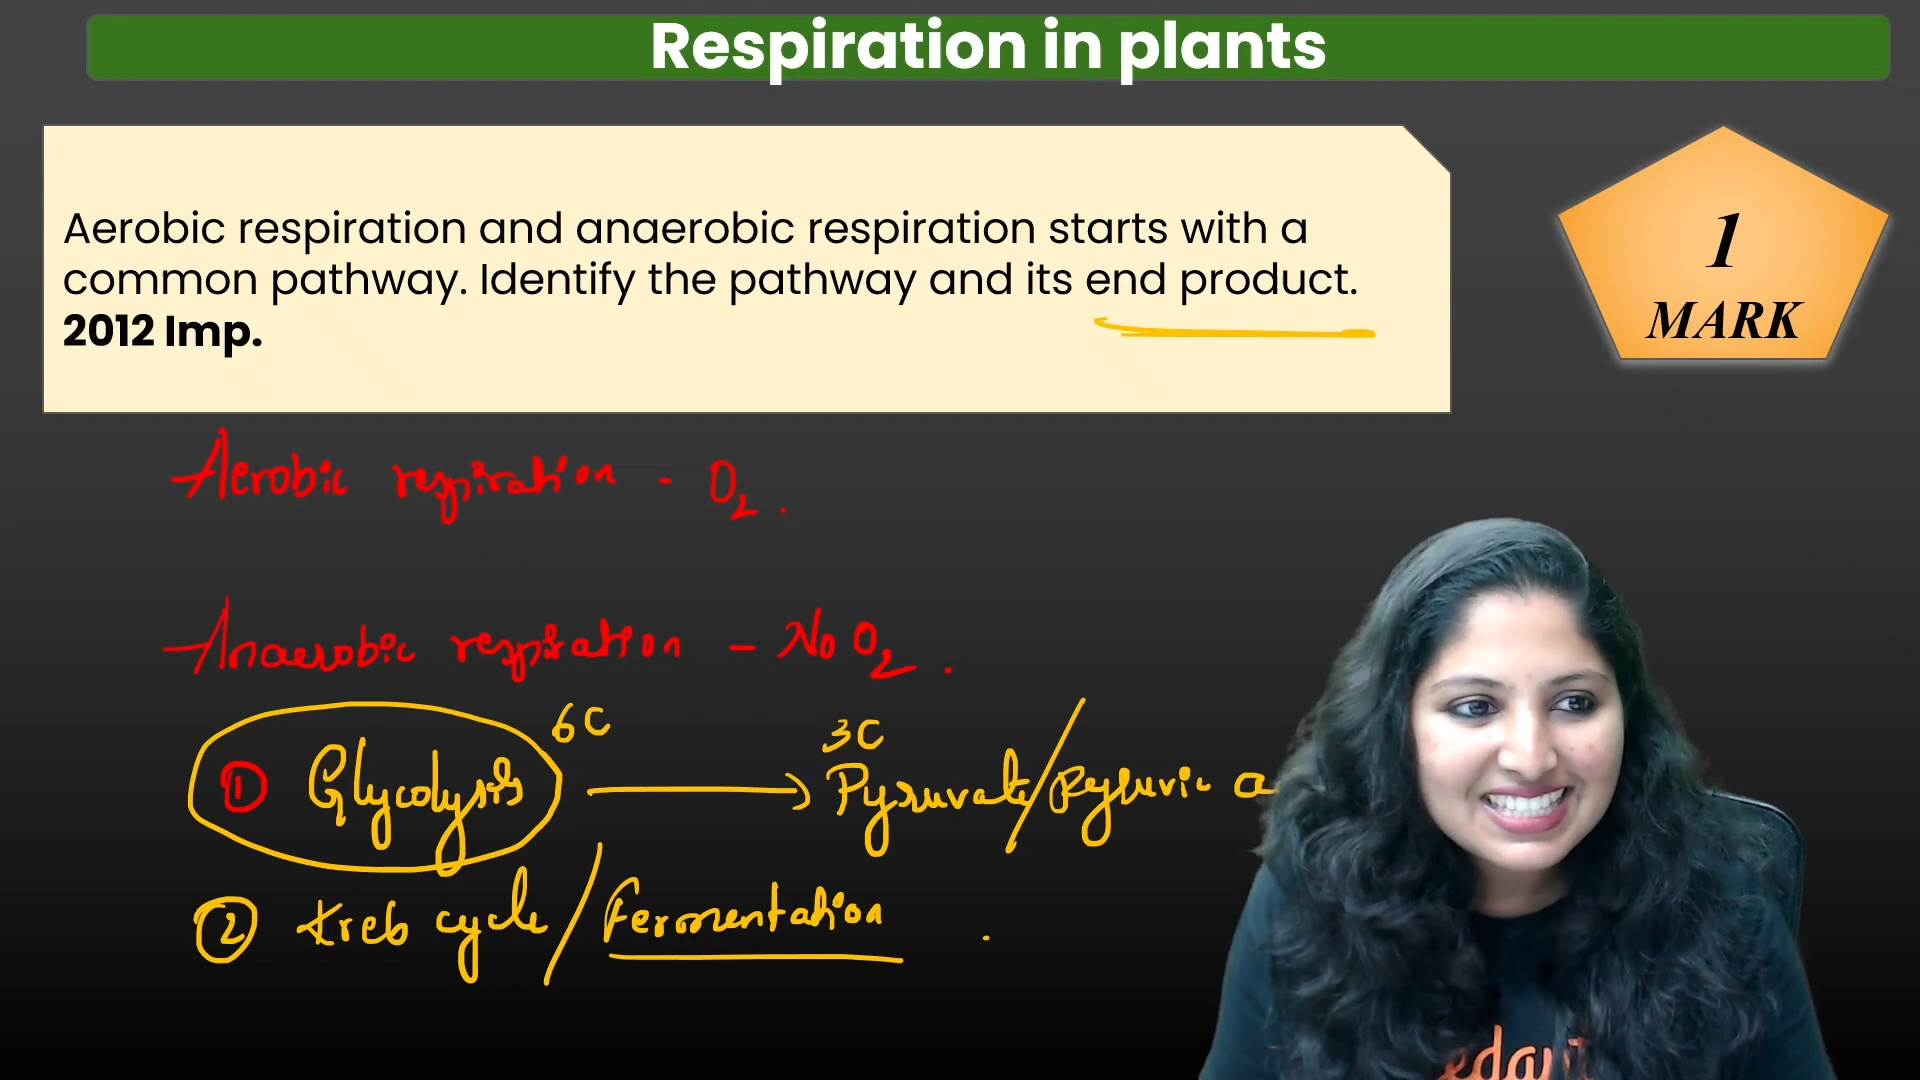 Respiration in plants
Aerobic respiration and anaerobic respiration starts with a
common pathway. Identify the pathway and its end product.
2012 Imp.
1
MARK
Aerobic respiration - O2.
Anaerobic respiration - No O2.
6C 3C
① Glycolysis → Pyruvate/Pyruvic a
② Kreb cycle/Fermentation .
edant